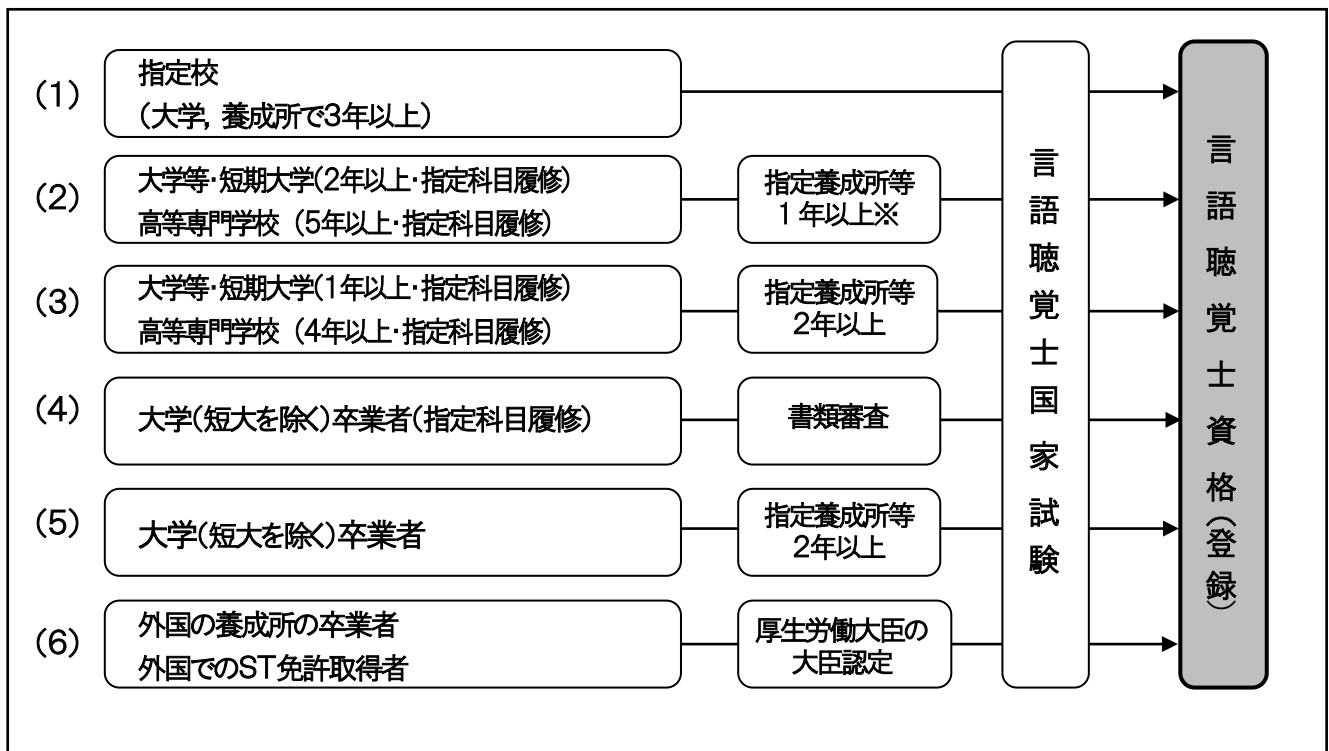 (1)
指定校
(大学, 養成所で3年以上)
(2)
大学等・短期大学(2年以上・指定科目履修)
高等専門学校 (5年以上・指定科目履修)
指定養成所等
1年以上※
(3)
大学等・短期大学(1年以上・指定科目履修)
高等専門学校 (4年以上・指定科目履修)
指定養成所等
2年以上
(4)
大学(短大を除く)卒業者(指定科目履修)
書類審査
(5)
大学(短大を除く)卒業者
指定養成所等
2年以上
(6)
外国の養成所の卒業者
外国でのST免許取得者
厚生労働大臣の
大臣認定
言語聴覚士国家試験
言語聴覚士資格(登録)